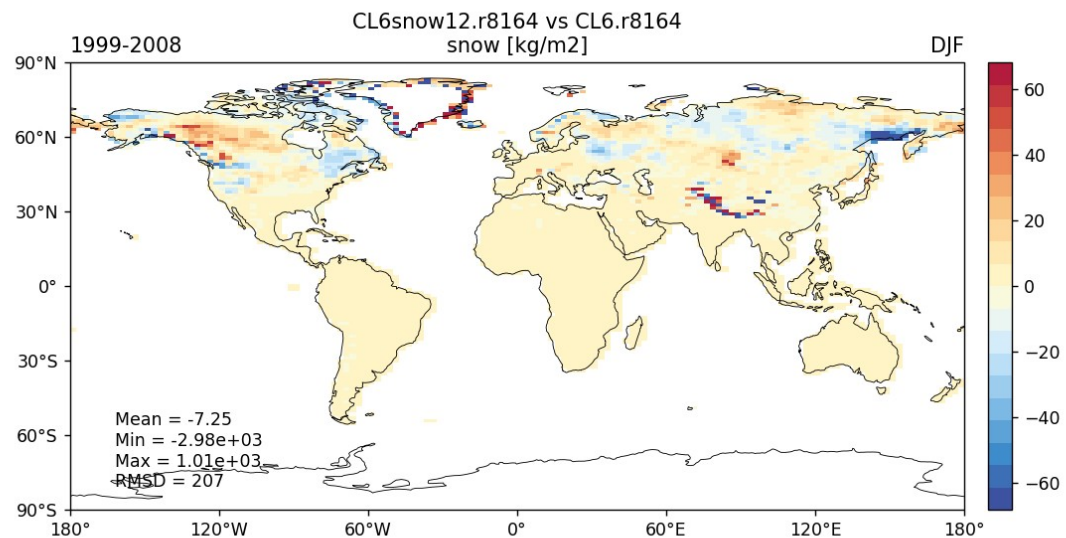 CL6snow12.r8164 vs CL6.r8164
1999-2008 snow [kg/m2] DJF
90°N
60°N
30°N
0°
30°S
60°S
90°S
Mean = -7.25
Min = -2.98e+03
Max = 1.01e+03
RMSD = 207
180° 120°W 60°W 0° 60°E 120°E 180°
60
40
20
0
−20
−40
−60